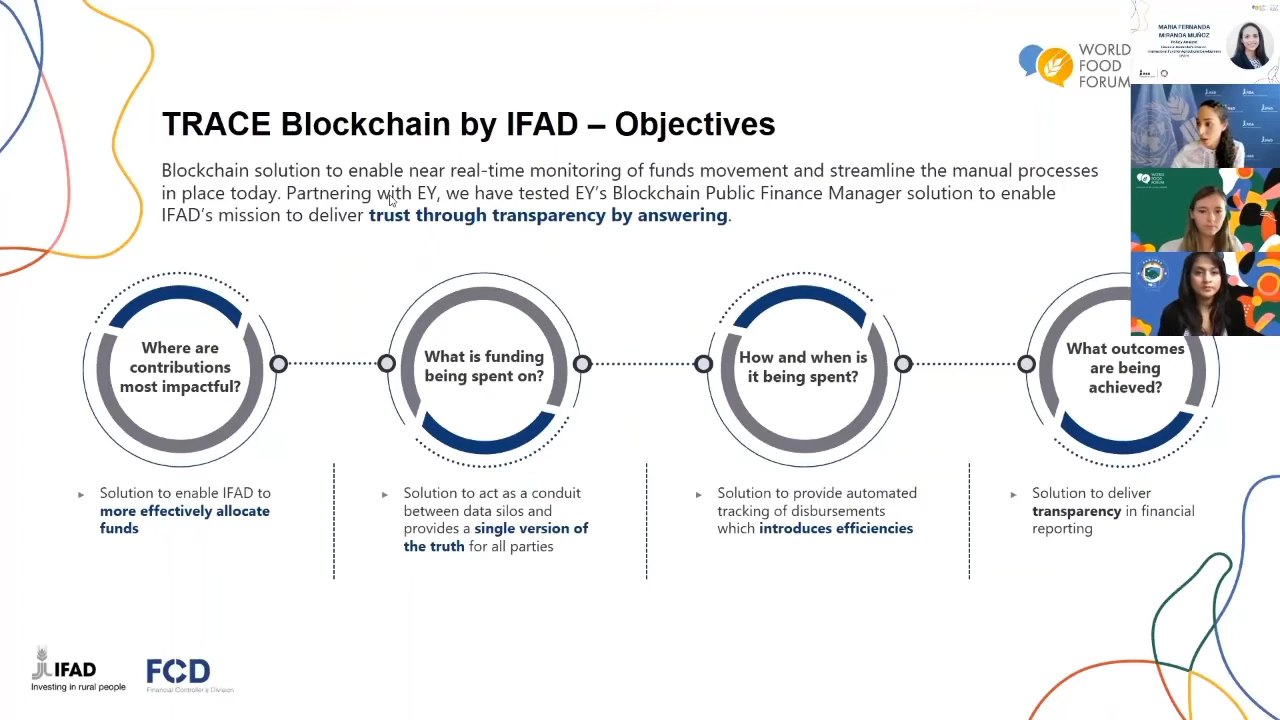 WORLD
FOOD
FORUM
MARIA FERNANDA
MIRANDA MUÑOZ
TRACE Blockchain by IFAD – Objectives
Blockchain solution to enable near real-time monitoring of funds movement and streamline the manual processes
in place today. Partnering with EY, we have tested EY's Blockchain Public Finance Manager solution to enable
IFAD's mission to deliver trust through transparency by answering.
Where are
contributions
most impactful?
What is funding
being spent on?
How and when is
it being spent?
What outcomes
are being
achieved?
▸ Solution to enable IFAD to
more effectively allocate
funds
▸ Solution to act as a conduit
between data silos and
provides a single version of
the truth for all parties
▸ Solution to provide automated
tracking of disbursements
which introduces efficiencies
▸ Solution to deliver
transparency in financial
reporting
IFAD
Investing in rural people
FCD
Financial Controller's Division